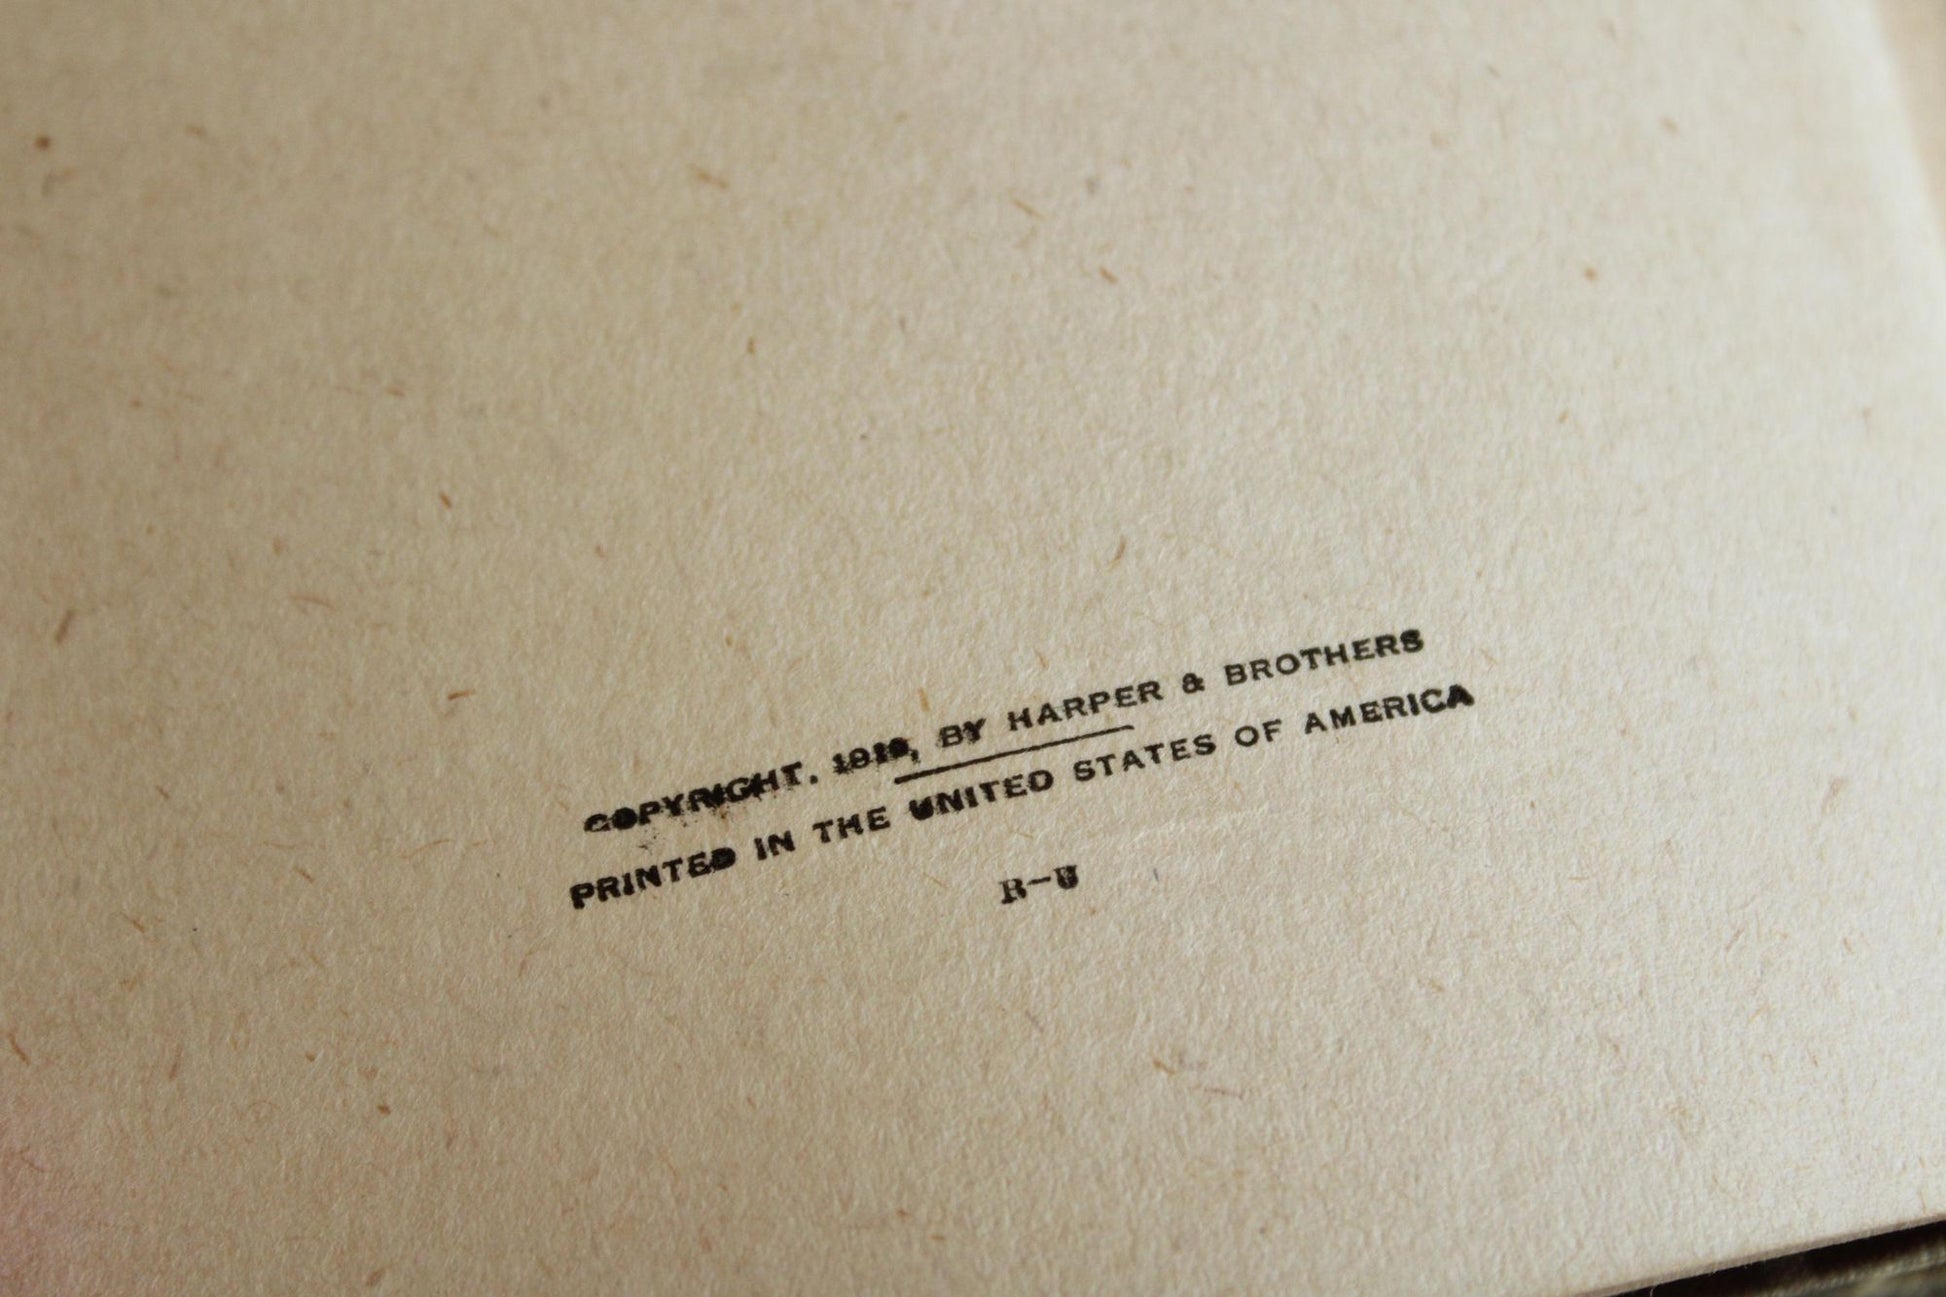 COPYRIGHT, BY HARPER & BROTHERS
PRINTED IN THE UNITED STATES OF AMERICA